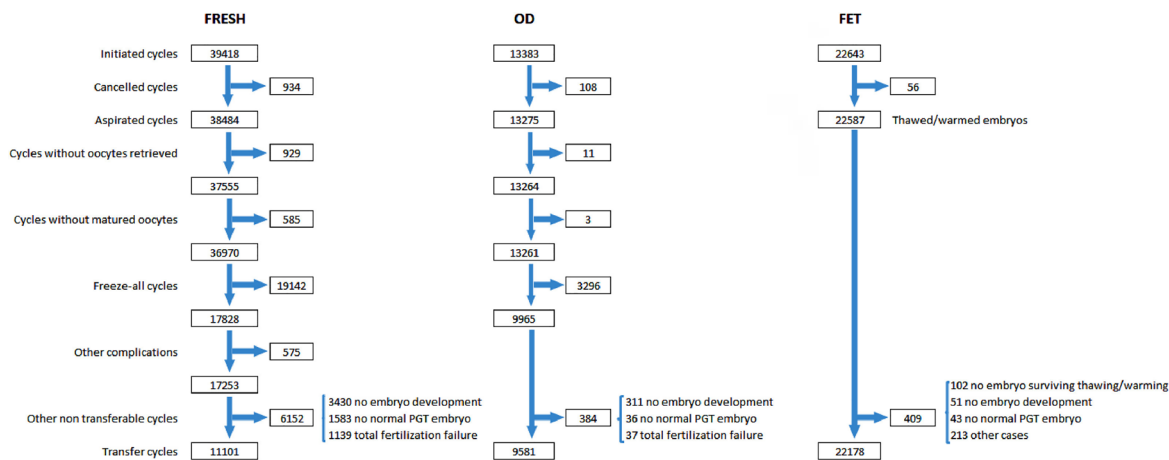 FRESH OD FET
Initiated cycles 39418 13383 22643
Cancelled cycles 934 108 56
Aspirated cycles 38484 13275 22587 Thawed/warmed embryos
Cycles without oocytes retrieved 929 11
37555 13264
Cycles without matured oocytes 585 3
36970 13261
Freeze-all cycles 19142 3296
17828 9965
Other complications 575
17253
102 no embryo surviving thawing/warming
3430 no embryo development 311 no embryo development 51 no embryo development
Other non transferable cycles 6152 1583 no normal PGT embryo 384 36 no normal PGT embryo 409 43 no normal PGT embryo
1139 total fertilization failure 37 total fertilization failure 213 other cases
Transfer cycles 11101 9581 22178